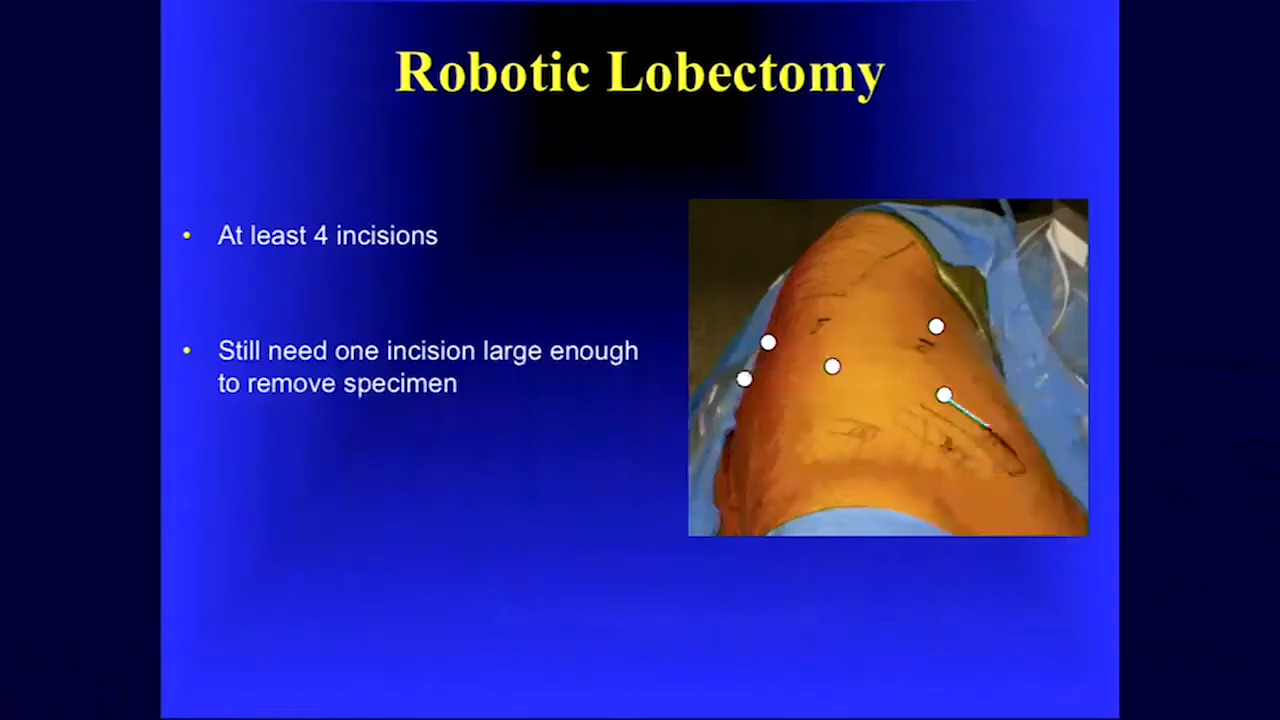 Robotic Lobectomy
• At least 4 incisions
• Still need one incision large enough
to remove specimen